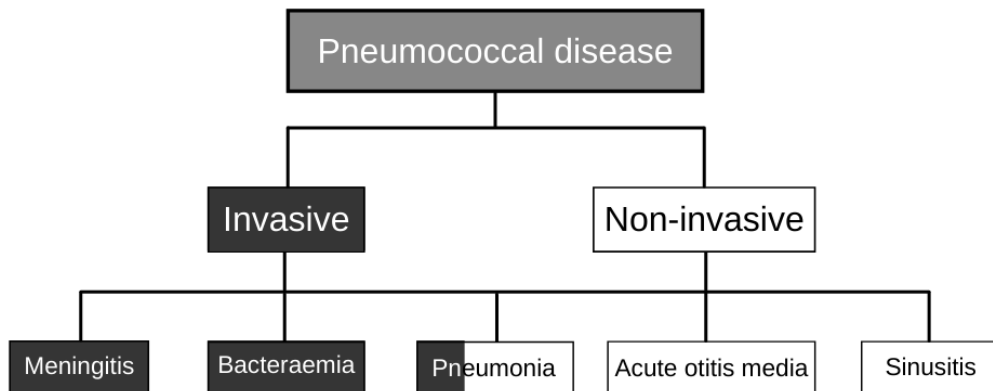 Pneumococcal disease
Invasive
Non-invasive
Meningitis
Bacteraemia
Pneumonia
Acute otitis media
Sinusitis